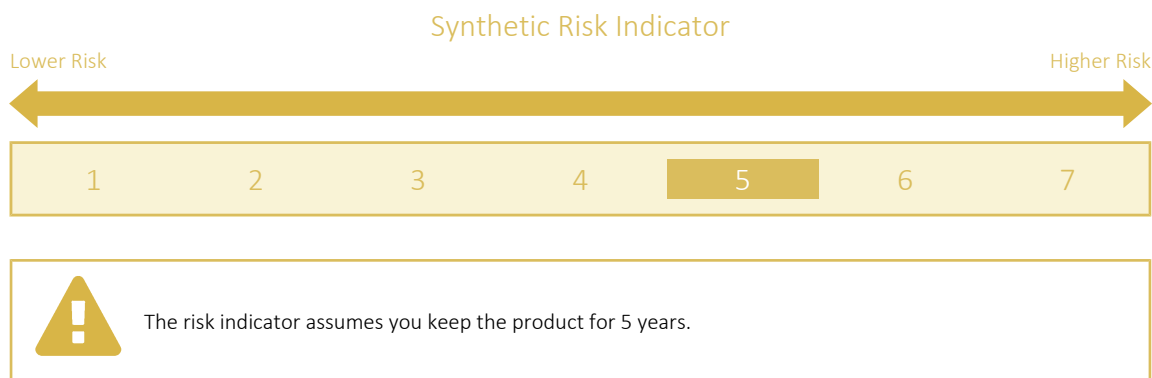 Synthetic Risk Indicator
Lower Risk Higher Risk
1 2 3 4 5 6 7
The risk indicator assumes you keep the product for 5 years.